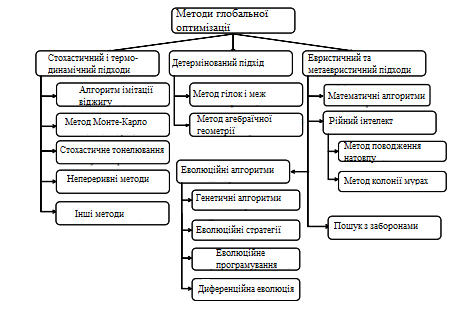 Методи глобальної
оптимізації
Стохастичний і термо-
динамічний підходи
Детермінований підхід
Евристичний та
метаевристичний підходи
Алгоритм імітації
віджигу
Метод Монте-Карло
Стохастичне тонелювання
Непереривні методи
Інші методи
Метод гілок і меж
Метод агебраїчної
геометрії
Еволюційні алгоритми
Генетичні алгоритми
Еволюційні стратегії
Еволюційне
програмування
Диференційна еволюція
Математичні алгоритми
Рійний інтелект
Метод поводження
натовпу
Метод колонії мурах
Пошук з заборонами